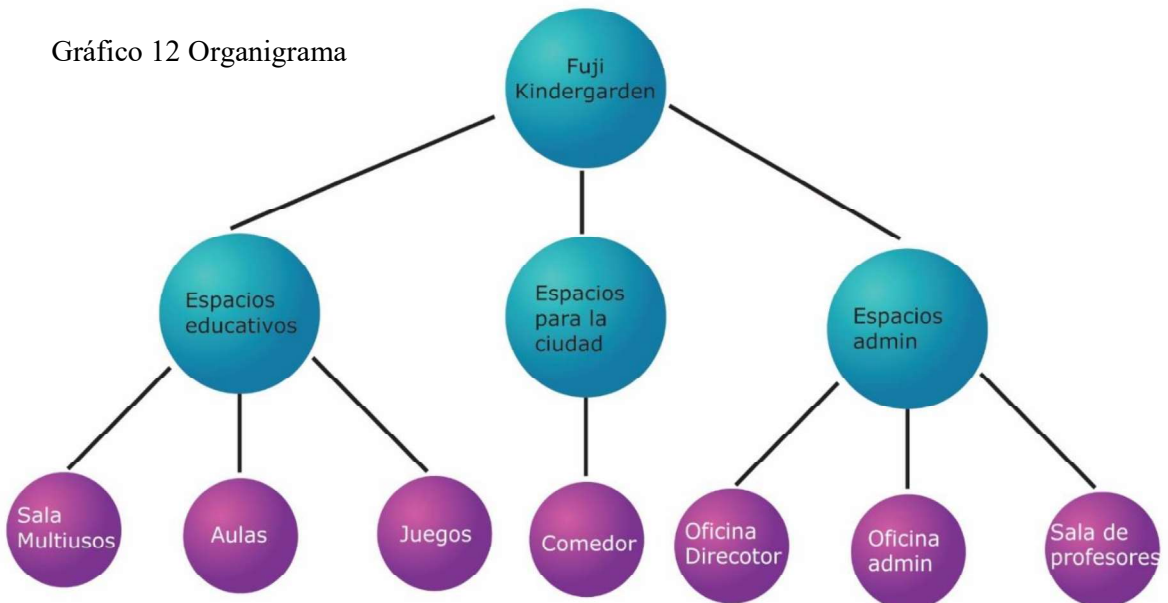 Gráfico 12 Organigrama
Fuji
Kindergarden
Espacios
educativos
Espacios
para la
ciudad
Espacios
admin
Sala
Multiusos
Aulas
Juegos
Comedor
Oficina
Direcotor
Oficina
admin
Sala de
profesores